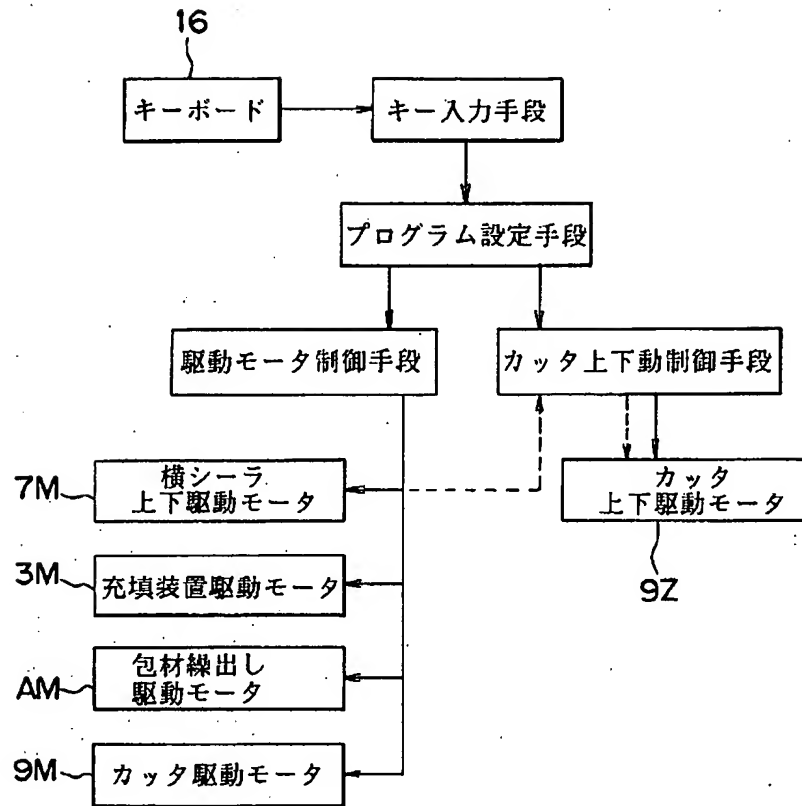 16
キーボード
キー入力手段
プログラム設定手段
駆動モータ制御手段
カッタ上下動制御手段
7M
横シーラ
上下駆動モータ
カッタ
上下駆動モータ
9Z
3M
充填装置駆動モータ
AM
包材繰出し
駆動モータ
9M
カッタ駆動モータ